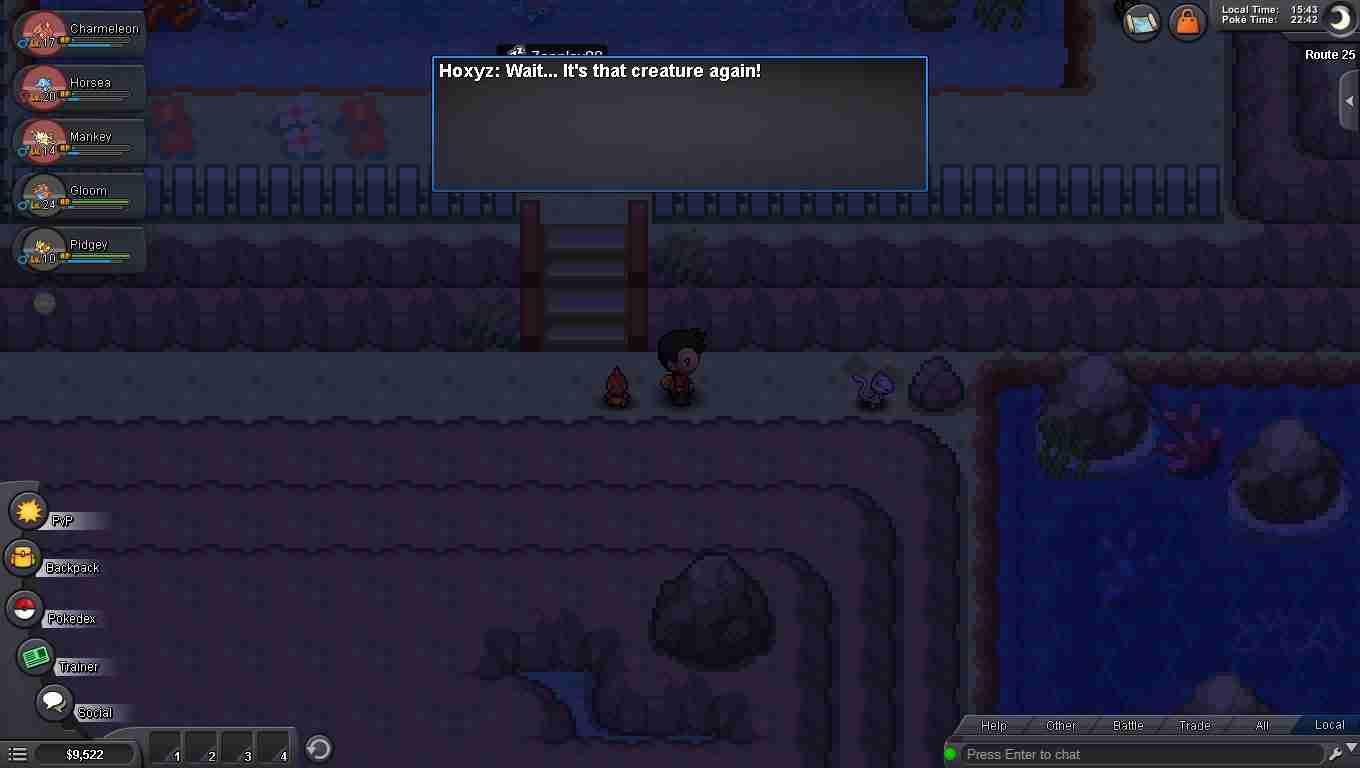 Charmeleon
Lv.17
Horsea
Lv.20
Mankey
Lv.14
Gloom
Lv.24
Pidgey
Lv.10
Hoxyz: Wait... It's that creature again!
Local Time: 15:43
Poké Time: 22:42
Route 25
PvP
Backpack
Pokedex
Trainer
Social
$9,522
1 2 3 4
Help Other Battle Trade All Local
Press Enter to chat